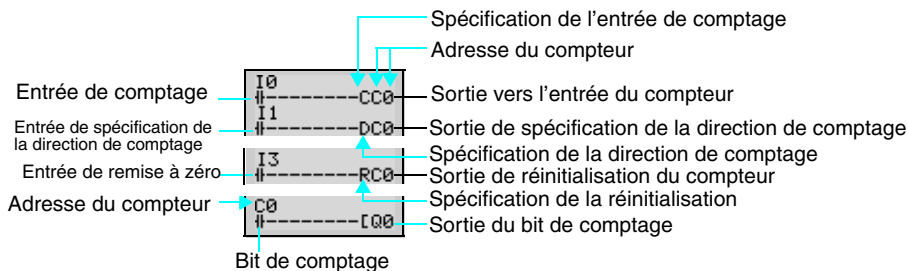 Spécification de l'entrée de comptage
Adresse du compteur
Entrée de comptage
I0
CC0
Sortie vers l'entrée du compteur
Entrée de spécification de
la direction de comptage
I1
DC0
Sortie de spécification de la direction de comptage
Spécification de la direction de comptage
Entrée de remise à zéro
I3
RC0
Sortie de réinitialisation du compteur
Spécification de la réinitialisation
Adresse du compteur
C0
[Q0
Sortie du bit de comptage
Bit de comptage